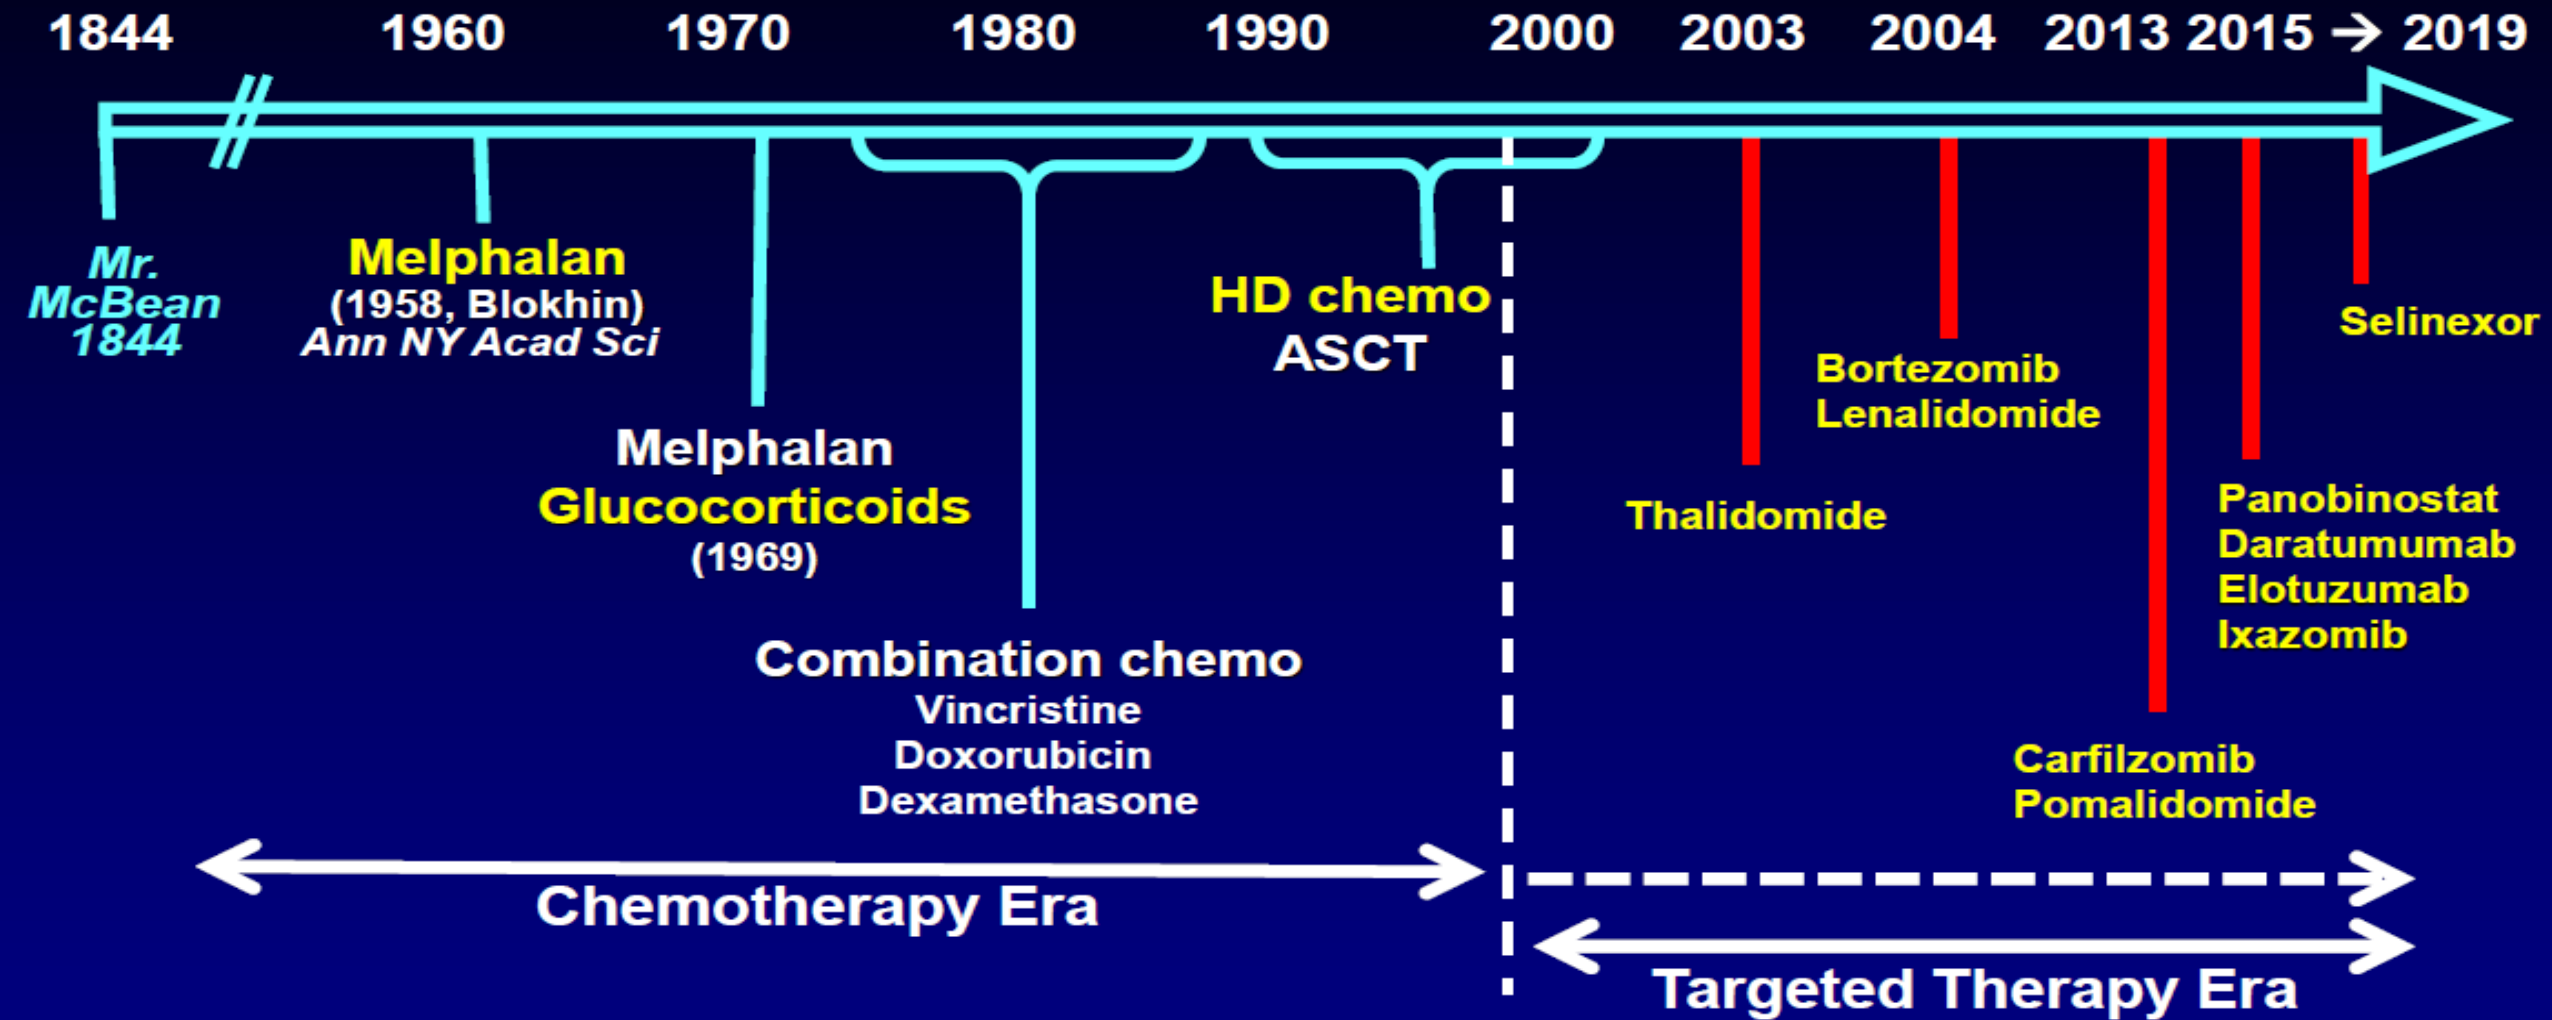 1844 1960 1970 1980 1990 2000 2003 2004 2013 2015 → 2019
Mr.
McBean
1844
Melphalan
(1958, Blokhin)
Ann NY Acad Sci
Melphalan
Glucocorticoids
(1969)
Combination chemo
Vincristine
Doxorubicin
Dexamethasone
HD chemo
ASCT
Thalidomide
Bortezomib
Lenalidomide
Carfilzomib
Pomalidomide
Panobinostat
Daratumumab
Elotuzumab
Ixazomib
Selinexor
Chemotherapy Era
Targeted Therapy Era